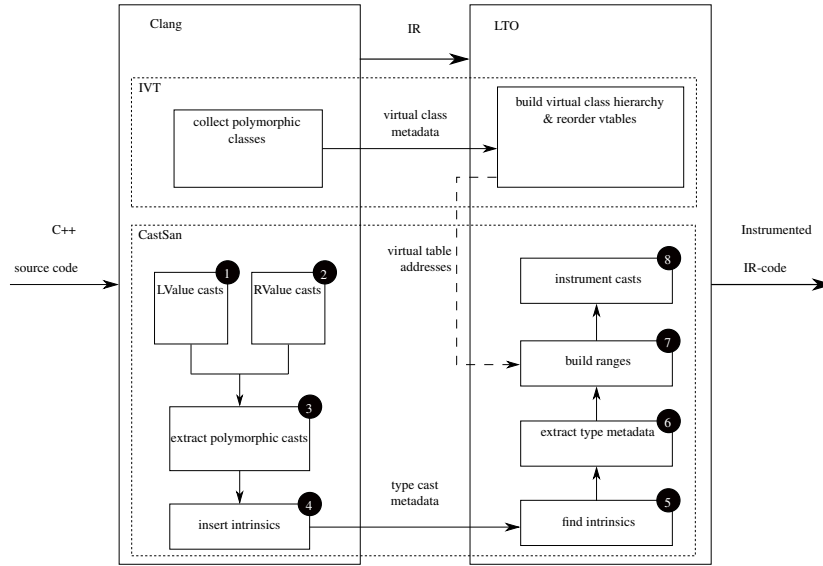 Clang
IR
LTO
IVT
collect polymorphic
classes
virtual class
metadata
build virtual class hierarchy
& reorder vtables
C++
source code
CastSan
virtual table
addresses
Instrumented
IR-code
1
LValue casts
2
RValue casts
3
extract polymorphic casts
4
insert intrinsics
type cast
metadata
5
find intrinsics
6
extract type metadata
7
build ranges
8
instrument casts